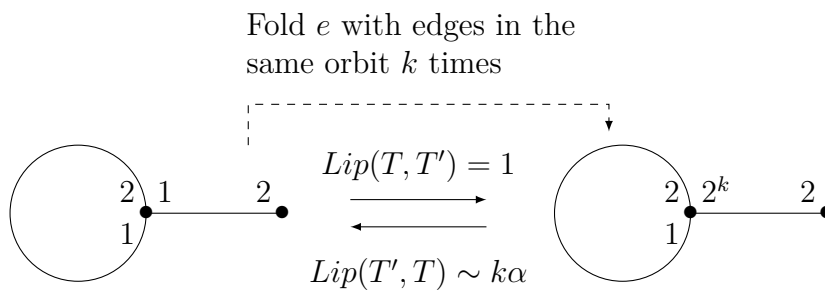 Fold e with edges in the
same orbit k times
Lip(T, T′) = 1
2 1 2
1
2 2^k 2
1
Lip(T′, T) ∼ kα